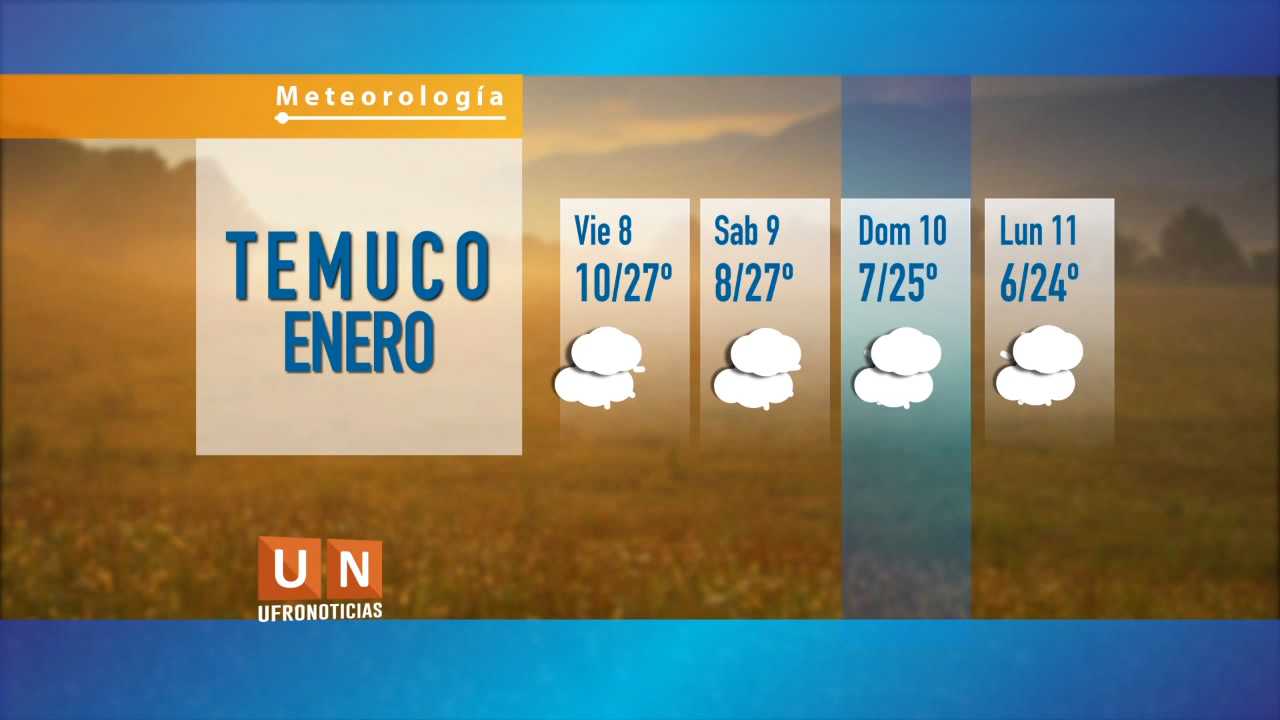 Meteorología
TEMUCO
ENERO
Vie 8
10/27º
Sab 9
8/27º
Dom 10
7/25º
Lun 11
6/24º
UN
UFRONOTICIAS